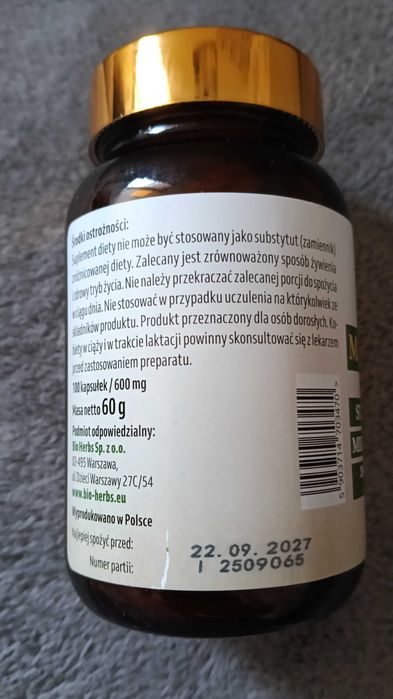 Środki ostrożności:
Suplement diety nie może być stosowany jako substytut (zamiennik)
zróżnicowanej diety. Zalecany jest zrównoważony sposób żywienia
i zdrowy tryb życia. Nie należy przekraczać zalecanej porcji do spożycia
w ciągu dnia. Nie stosować w przypadku uczulenia na którykolwiek ze
składników produktu. Produkt przeznaczony dla osób dorosłych. Ko-
biety w ciąży i w trakcie laktacji powinny skonsultować się z lekarzem
przed zastosowaniem preparatu.
100 kapsułek / 600 mg
Masa netto 60 g
Podmiot odpowiedzialny:
Bio Herbs Sp. z o.o.
02-495 Warszawa,
ul. Dzieci Warszawy 27C/54
www.bio-herbs.eu
Wyprodukowano w Polsce
Najlepiej spożyć przed: 22. 09. 2027
Numer partii: I 2509065
5 903714 703470 >